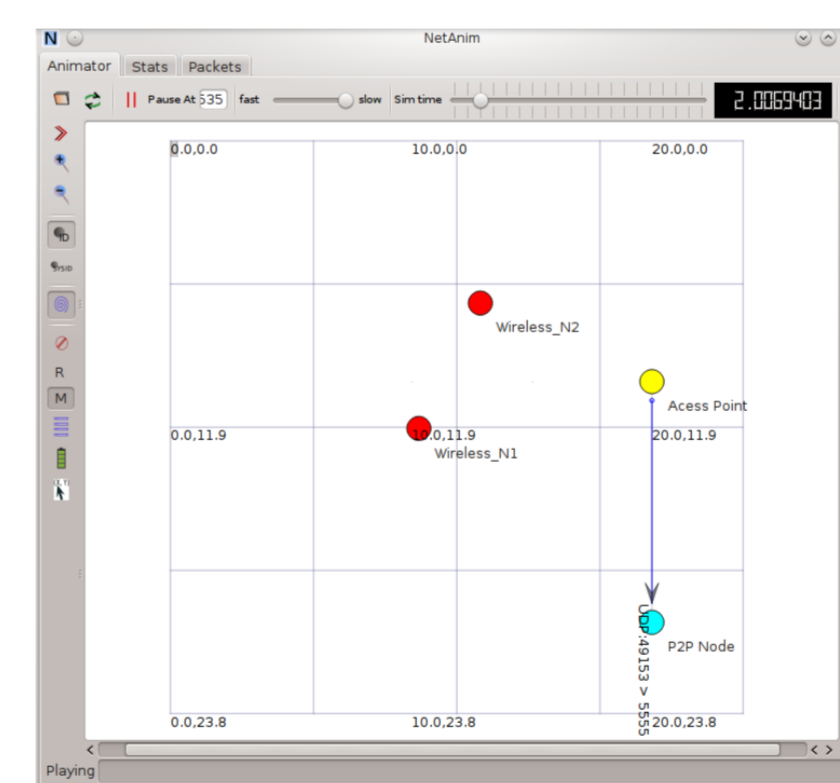 N NetAnim
Animator Stats Packets
Pause At 535 fast slow Sim time 2.0069403
0.0,0.0 10.0,0.0 20.0,0.0
ID
SYSID
Wireless_N2
R
M
Acess Point
0.0,11.9 10.0,11.9 20.0,11.9
Wireless_N1
UDP:49153 > 5555
P2P Node
0.0,23.8 10.0,23.8 20.0,23.8
Playing